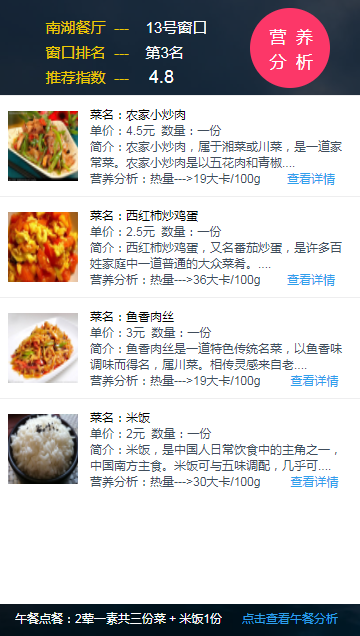 南湖餐厅 --- 13号窗口
窗口排名 --- 第3名
推荐指数 --- 4.8
营 养
分 析
菜名：农家小炒肉
单价：4.5元 数量：一份
简介：农家小炒肉，属于湘菜或川菜，是一道家
常菜。农家小炒肉是以五花肉和青椒....
营养分析：热量--->19大卡/100g 查看详情
菜名：西红柿炒鸡蛋
单价：2.5元 数量：一份
简介：西红柿炒鸡蛋，又名番茄炒蛋，是许多百
姓家庭中一道普通的大众菜肴。....
营养分析：热量--->36大卡/100g 查看详情
菜名：鱼香肉丝
单价：3元 数量：一份
简介：鱼香肉丝是一道特色传统名菜，以鱼香味
调味而得名，属川菜。相传灵感来自老....
营养分析：热量--->19大卡/100g 查看详情
菜名：米饭
单价：2元 数量：一份
简介：米饭，是中国人日常饮食中的主角之一，
中国南方主食。米饭可与五味调配，几乎可....
营养分析：热量--->30大卡/100g 查看详情
午餐点餐：2荤一素共三份菜 + 米饭1份 点击查看午餐分析